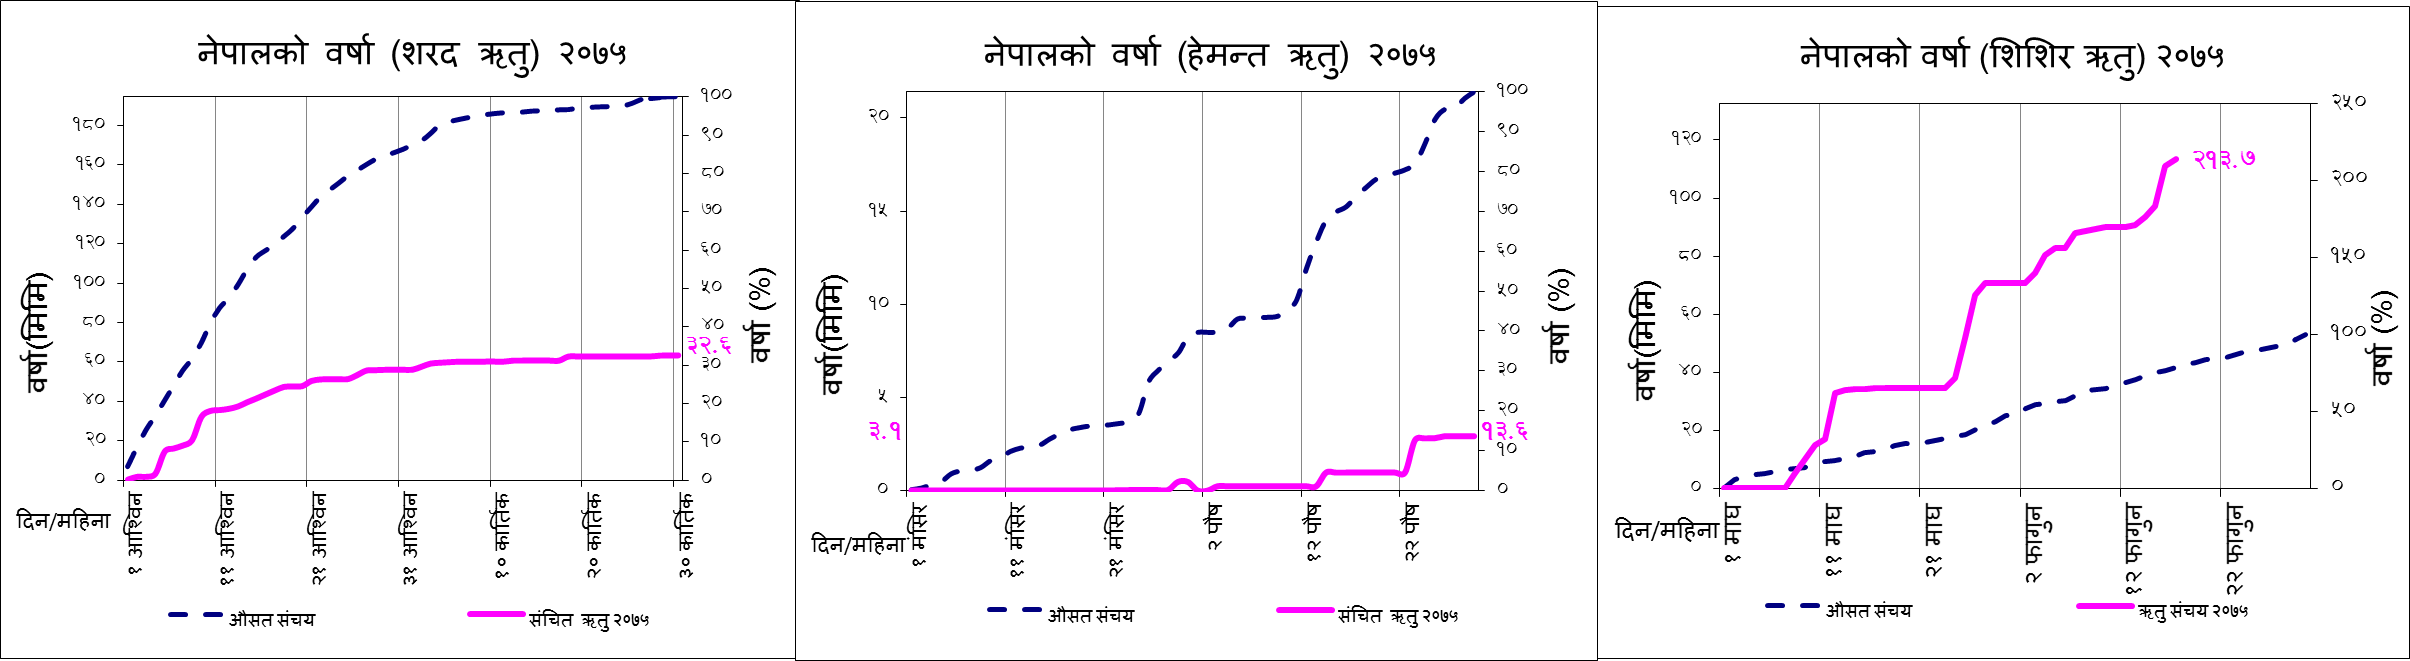 नेपालको वर्षा (शरद ऋतु) २०७५
१८०
१६०
१४०
१२०
१००
८०
६०
४०
२०
०
१००
९०
८०
७०
६०
५०
४०
३०
२०
१०
०
वर्षा(मिमि)
वर्षा (%)
३२.६
दिन/महिना
१ आश्विन
११ आश्विन
२१ आश्विन
३१ आश्विन
१० कार्तिक
२० कार्तिक
३० कार्तिक
औसत संचय
संचित ऋतु २०७५
नेपालको वर्षा (हेमन्त ऋतु) २०७५
२०
१५
१०
५
०
१००
९०
८०
७०
६०
५०
४०
३०
२०
१०
०
वर्षा(मिमि)
वर्षा (%)
३.१
१३.६
दिन/महिना
१ मंसिर
११ मंसिर
२१ मंसिर
२ पौष
१२ पौष
२२ पौष
औसत संचय
संचित ऋतु २०७५
नेपालको वर्षा (शिशिर ऋतु) २०७५
१२०
१००
८०
६०
४०
२०
०
२५०
२००
१५०
१००
५०
०
वर्षा(मिमि)
वर्षा (%)
२१३.७
दिन/महिना
१ माघ
११ माघ
२१ माघ
२ फागुन
१२ फागुन
२२ फागुन
औसत संचय
ऋतु संचय २०७५